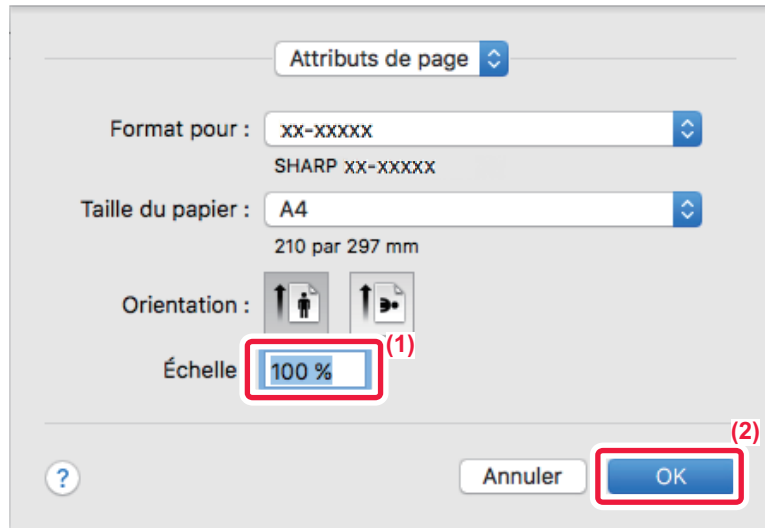 Attributs de page
Format pour : xx-xxxxx
SHARP xx-xxxxx
Taille du papier : A4
210 par 297 mm
Orientation :
(1)
Échelle 100 %
(2)
? Annuler OK